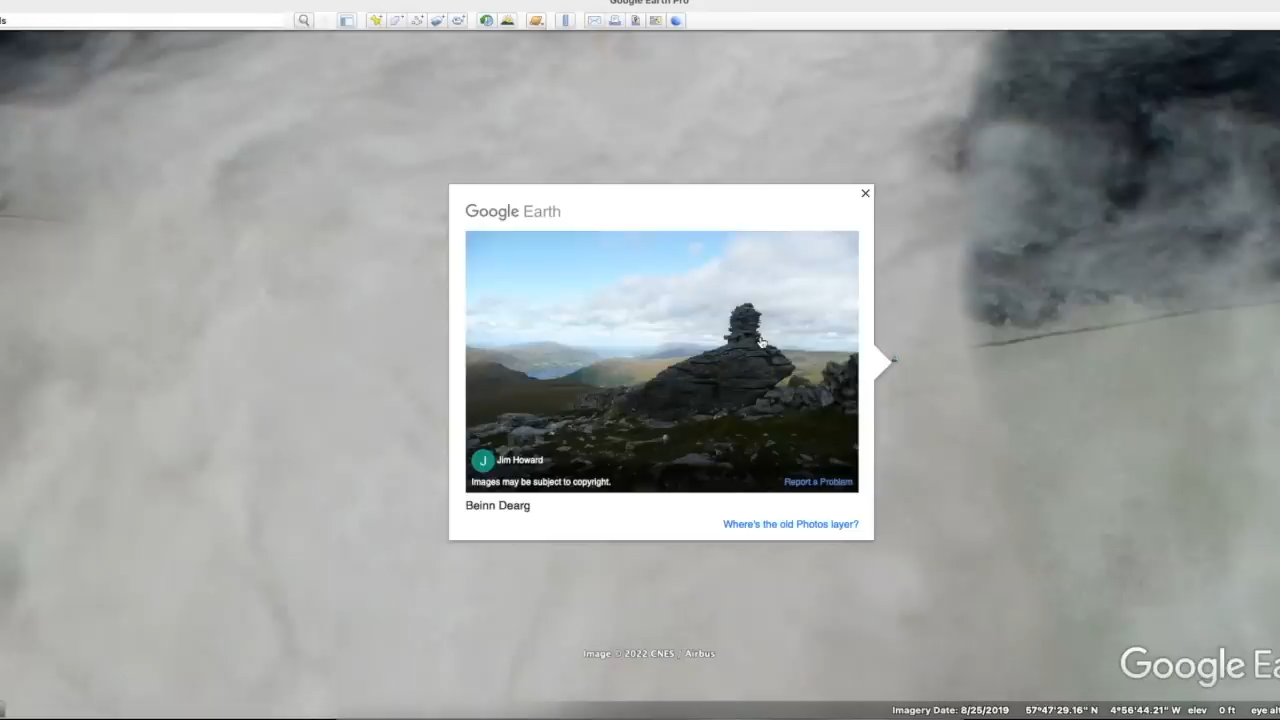 Google Earth Pro
ls
Google Earth
J Jim Howard
Images may be subject to copyright.
Report a Problem
Beinn Dearg
Where's the old Photos layer?
Image © 2022 CNES / Airbus
Google Ea
Imagery Date: 8/25/2019 57°47'29.16" N 4°56'44.21" W elev 0 ft eye alt